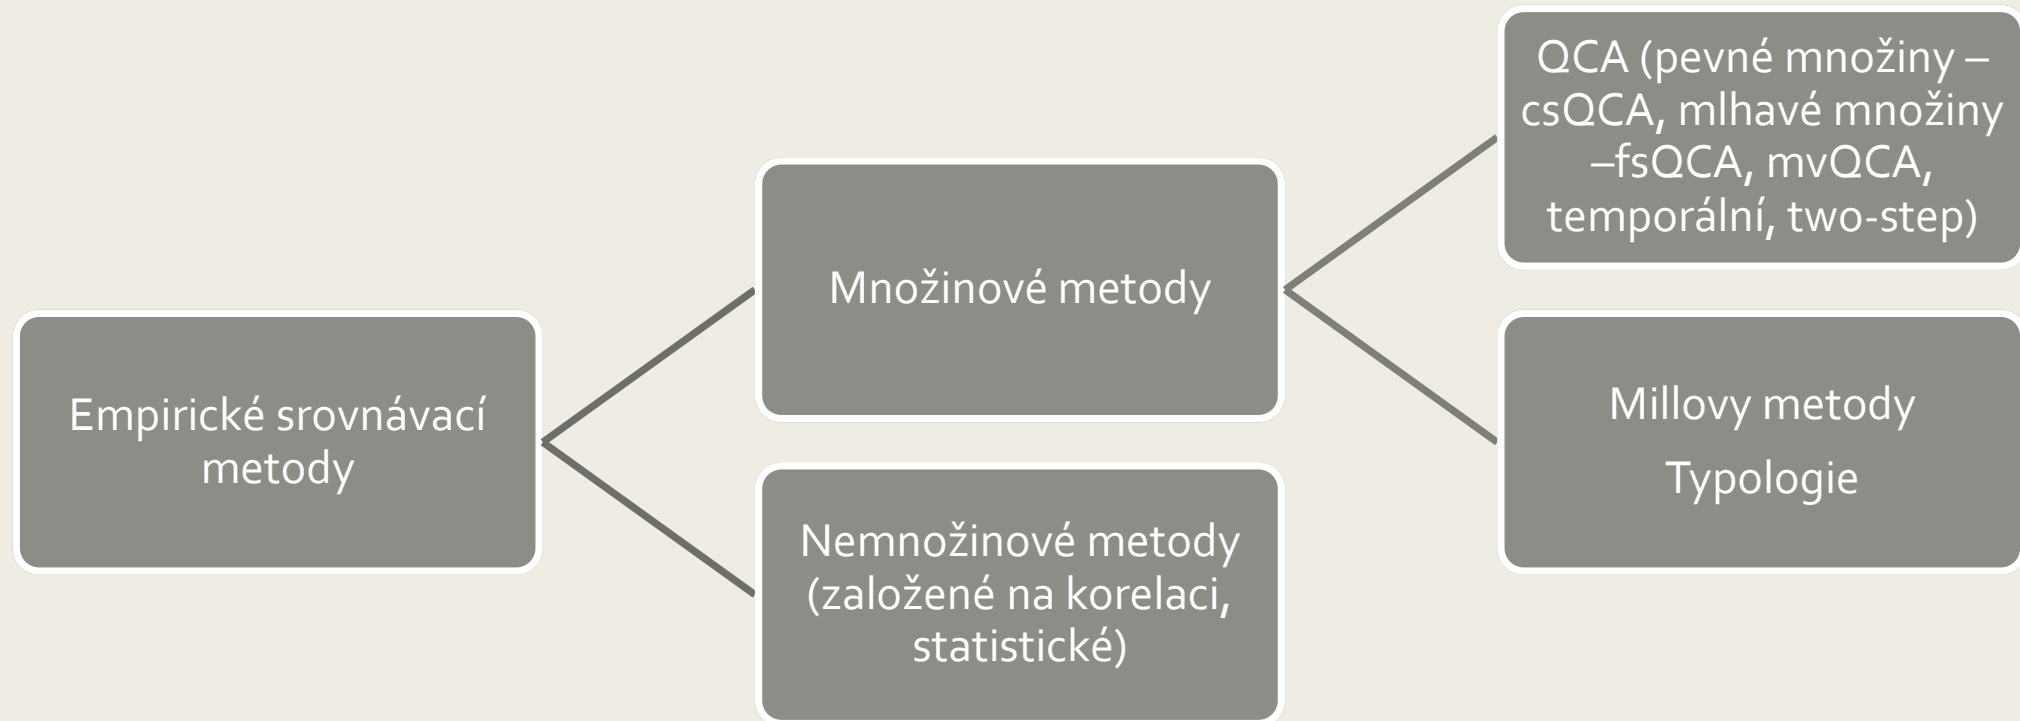 Empirické srovnávací
metody
Množinové metody
Nemnožinové metody
(založené na korelaci,
statistické)
QCA (pevné množiny –
csQCA, mlhavé množiny
–fsQCA, mvQCA,
temporální, two-step)
Millovy metody
Typologie